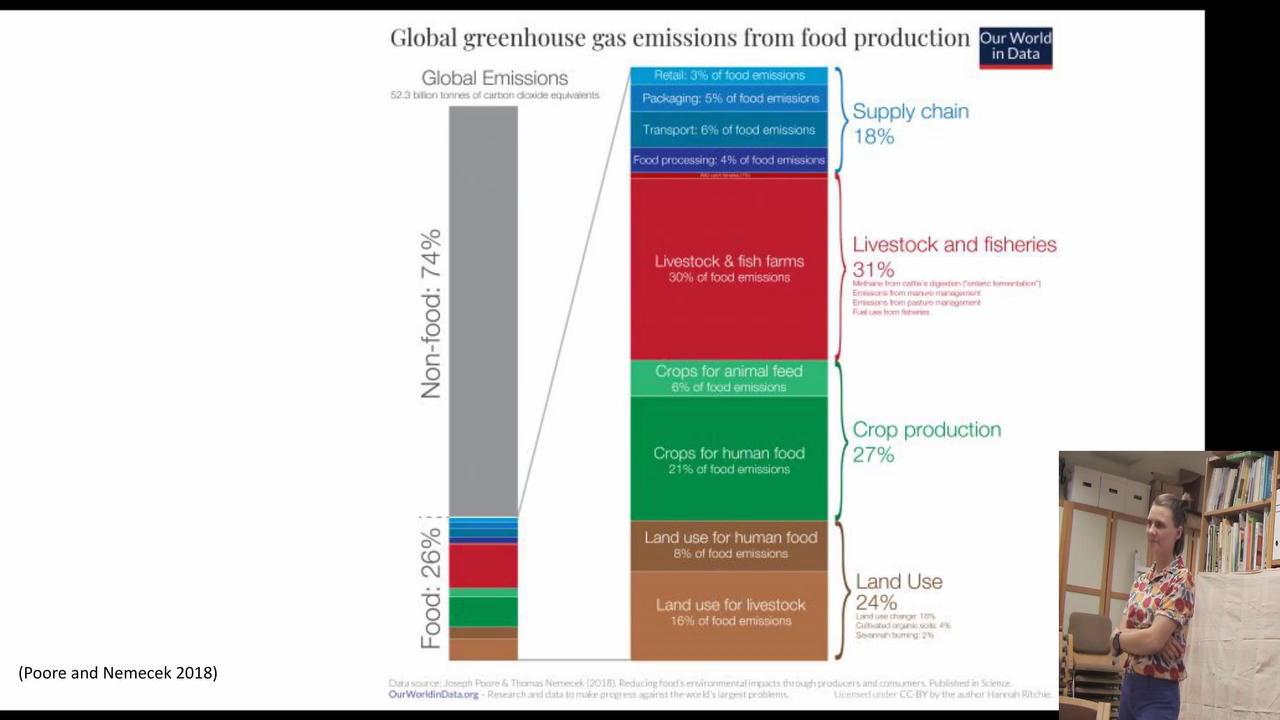 Global greenhouse gas emissions from food production
Our World
in Data
Global Emissions
52.3 billion tonnes of carbon dioxide equivalents
Non-food: 74%
Food: 26%
Retail: 3% of food emissions
Packaging: 5% of food emissions
Transport: 6% of food emissions
Food processing: 4% of food emissions
Livestock & fish farms
30% of food emissions
Crops for animal feed
6% of food emissions
Crops for human food
21% of food emissions
Land use for human food
8% of food emissions
Land use for livestock
16% of food emissions
Supply chain
18%
Livestock and fisheries
31%
Methane from cattle's digestion ("enteric fermentation")
Emissions from manure management
Emissions from pasture management
Fuel use from fisheries
Crop production
27%
Land Use
24%
Land use change: 18%
Cultivated organic soils: 4%
Savannah burning: 2%
(Poore and Nemecek 2018)
Data source: Joseph Poore & Thomas Nemecek (2018). Reducing food's environmental impacts through producers and consumers. Published in Science.
OurWorldinData.org – Research and data to make progress against the world's largest problems.
Licensed under CC-BY by the author Hannah Ritchie.